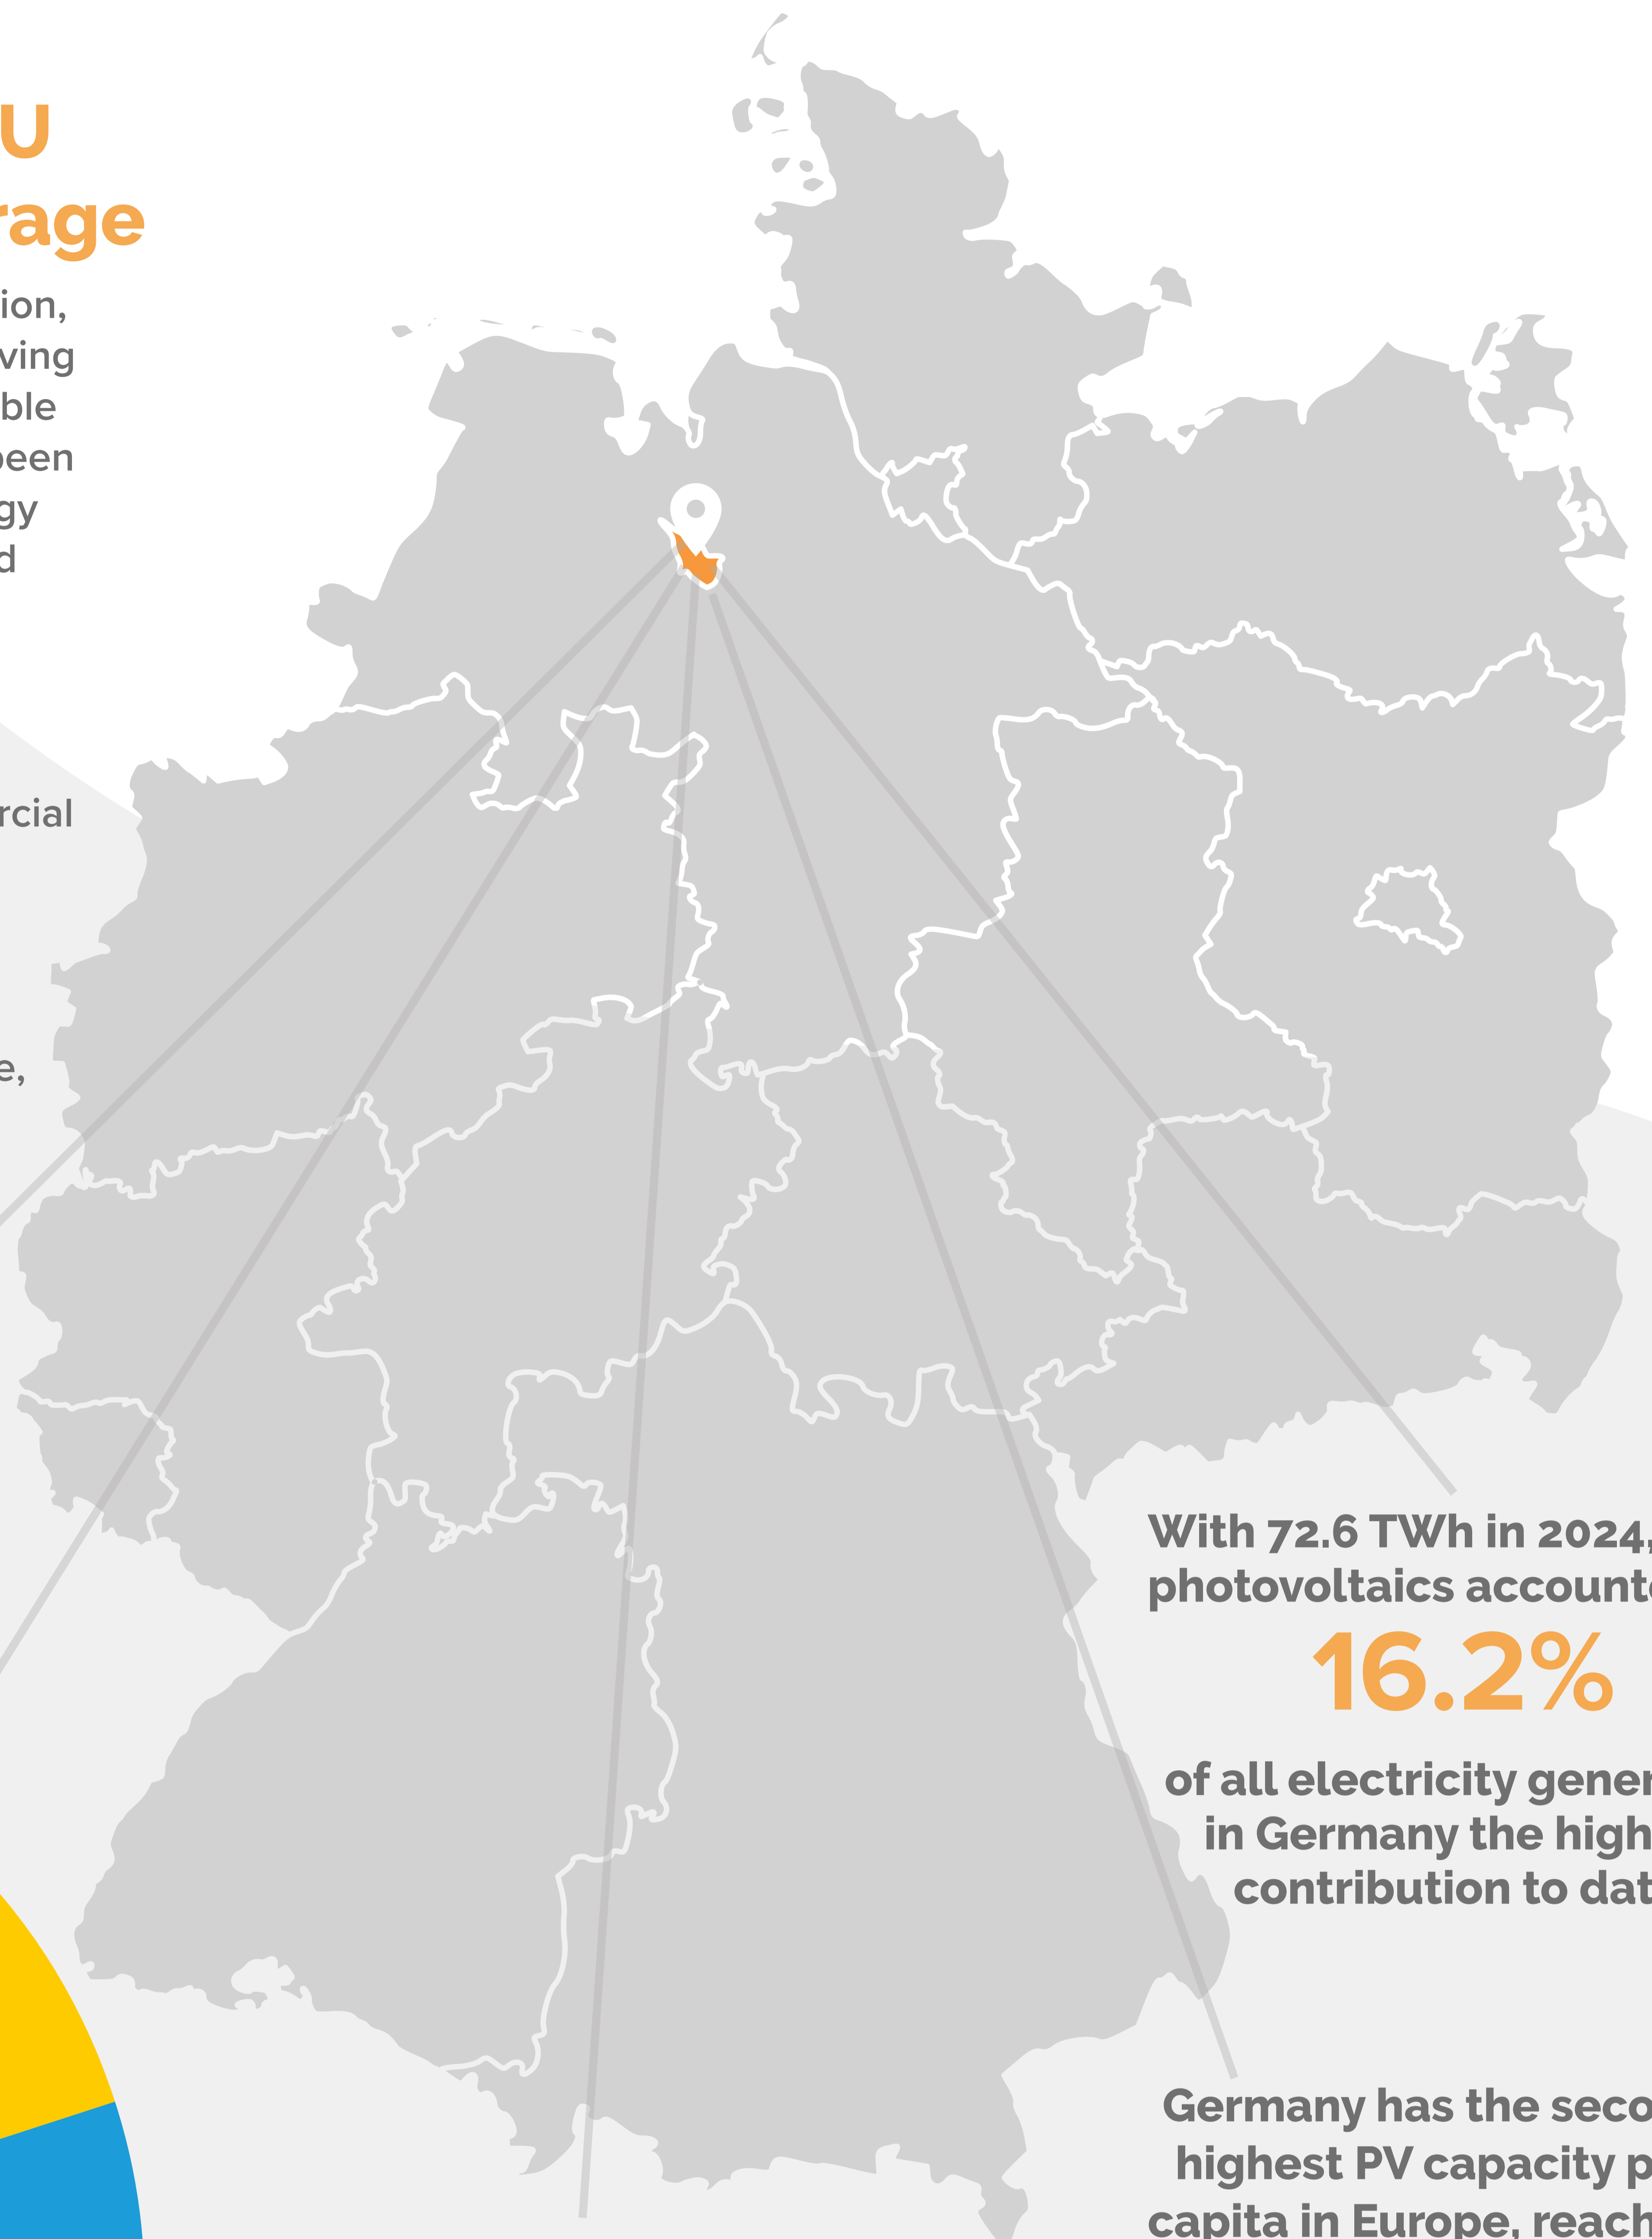 U
rage
ion,
ving
ble
been
gy
d
rcial
e,
With 72.6 TWh in 2024,
photovoltaics accounte
16.2%
of all electricity gener
in Germany the high
contribution to dat
Germany has the seco
highest PV capacity p
capita in Europe, reach